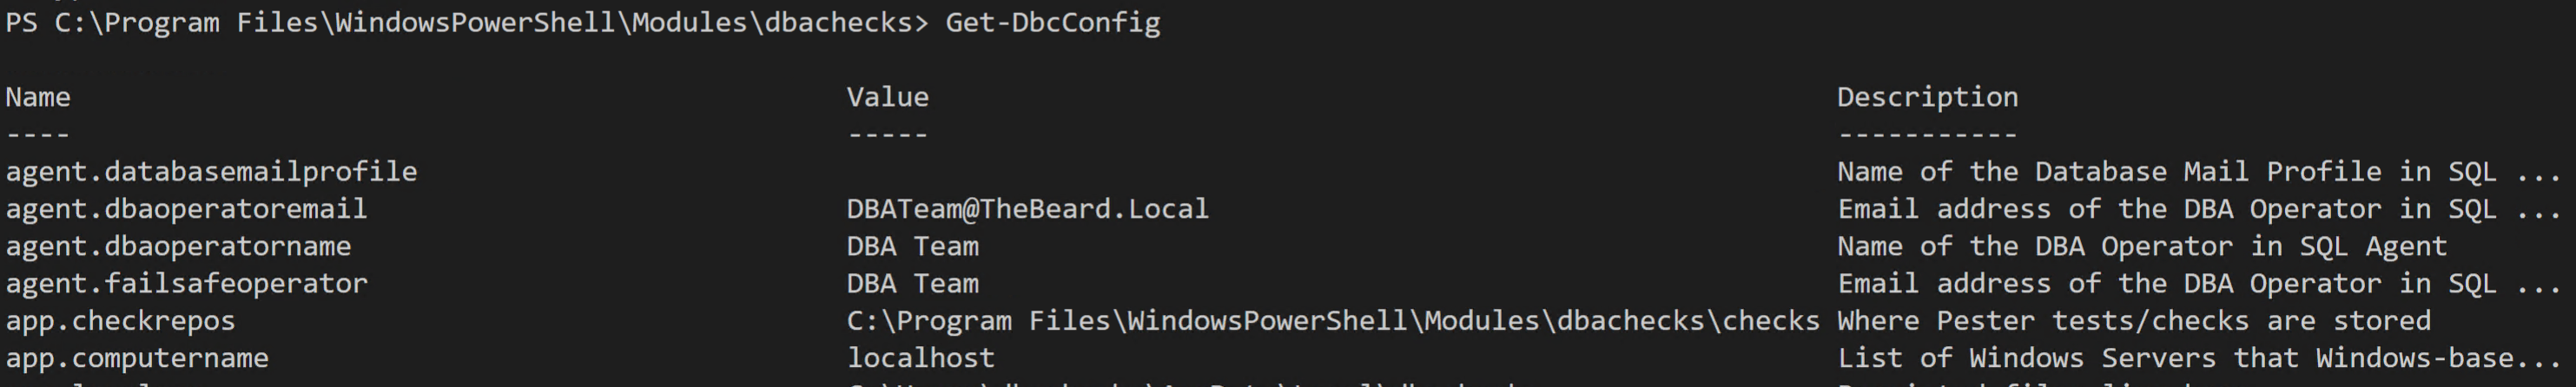 PS C:\Program Files\WindowsPowerShell\Modules\dbachecks> Get-DbcConfig
Name Value Description
---- ----- -----------
agent.databasemailprofile Name of the Database Mail Profile in SQL ...
agent.dbaoperatoremail DBATeam@TheBeard.Local Email address of the DBA Operator in SQL ...
agent.dbaoperatorname DBA Team Name of the DBA Operator in SQL Agent
agent.failsafeoperator DBA Team Email address of the DBA Operator in SQL ...
app.checkrepos C:\Program Files\WindowsPowerShell\Modules\dbachecks\checks Where Pester tests/checks are stored
app.computername localhost List of Windows Servers that Windows-base...